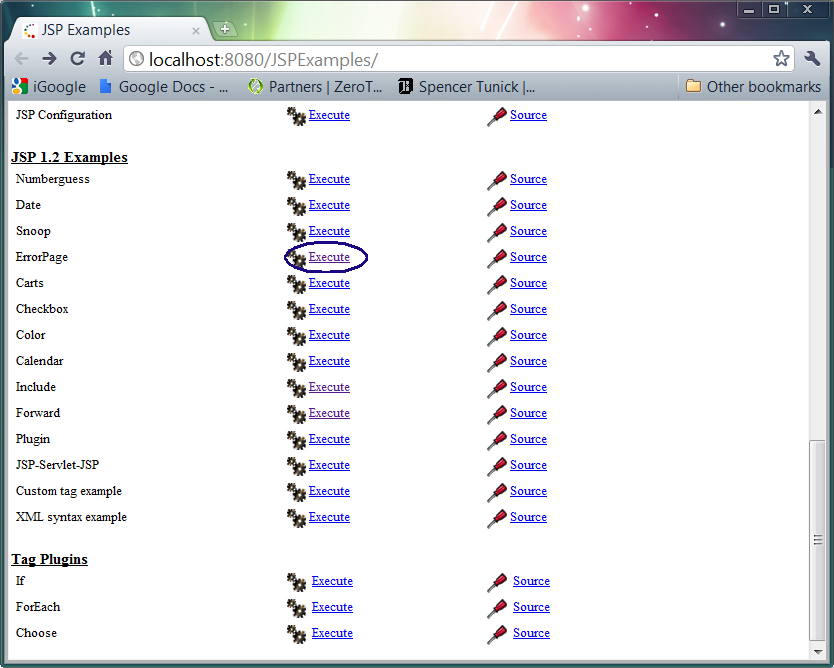 JSP Examples
localhost:8080/JSPExamples/
iGoogle Google Docs - ... Partners | ZeroT... Spencer Tunick |... Other bookmarks
JSP Configuration Execute Source
JSP 1.2 Examples
Numberguess Execute Source
Date Execute Source
Snoop Execute Source
ErrorPage Execute Source
Carts Execute Source
Checkbox Execute Source
Color Execute Source
Calendar Execute Source
Include Execute Source
Forward Execute Source
Plugin Execute Source
JSP-Servlet-JSP Execute Source
Custom tag example Execute Source
XML syntax example Execute Source
Tag Plugins
If Execute Source
ForEach Execute Source
Choose Execute Source